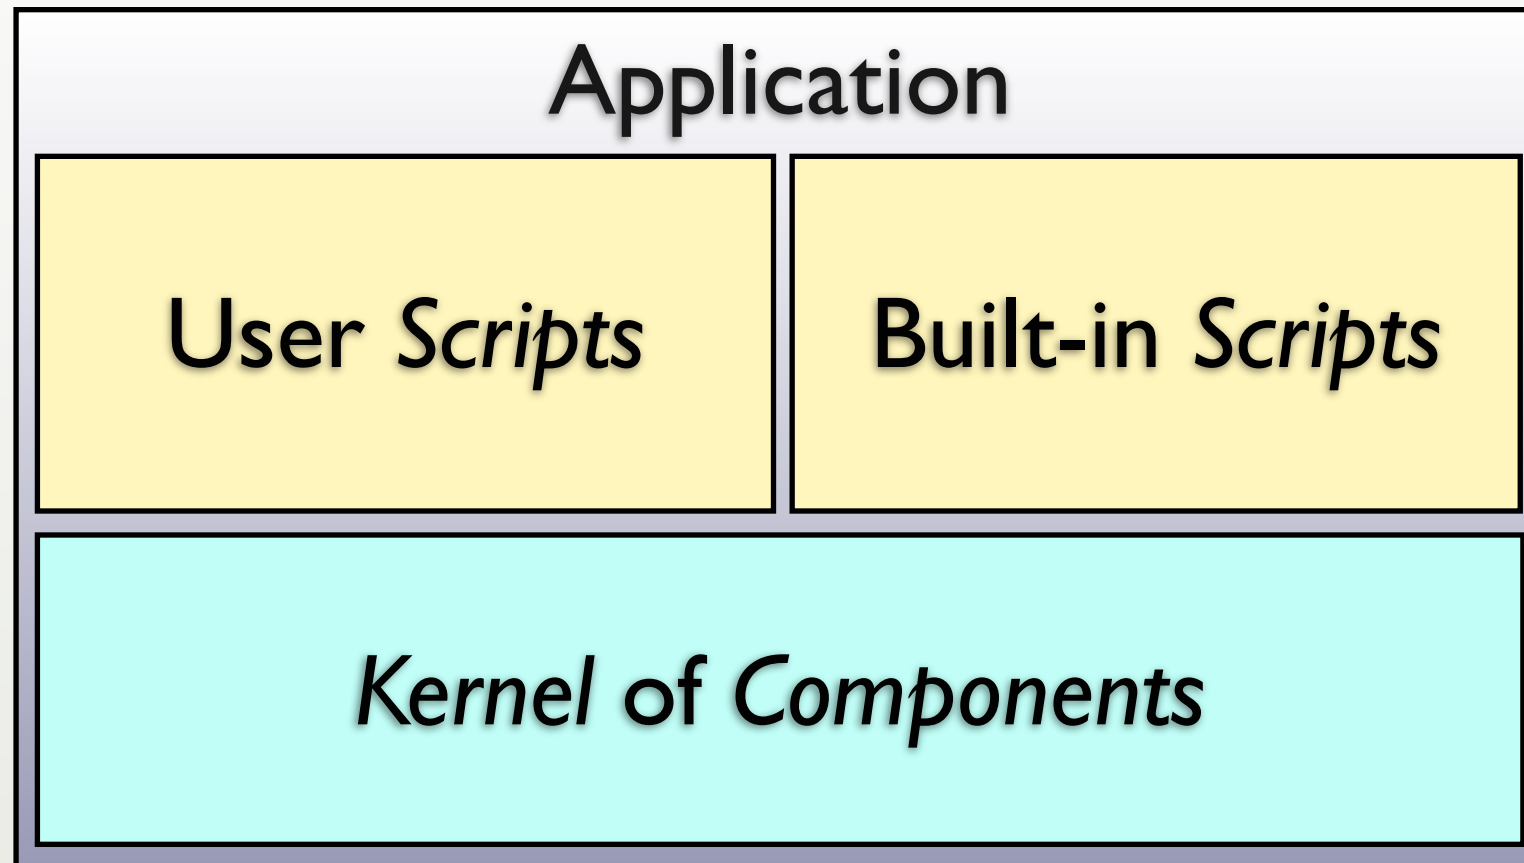 Application
User Scripts
Built-in Scripts
Kernel of Components